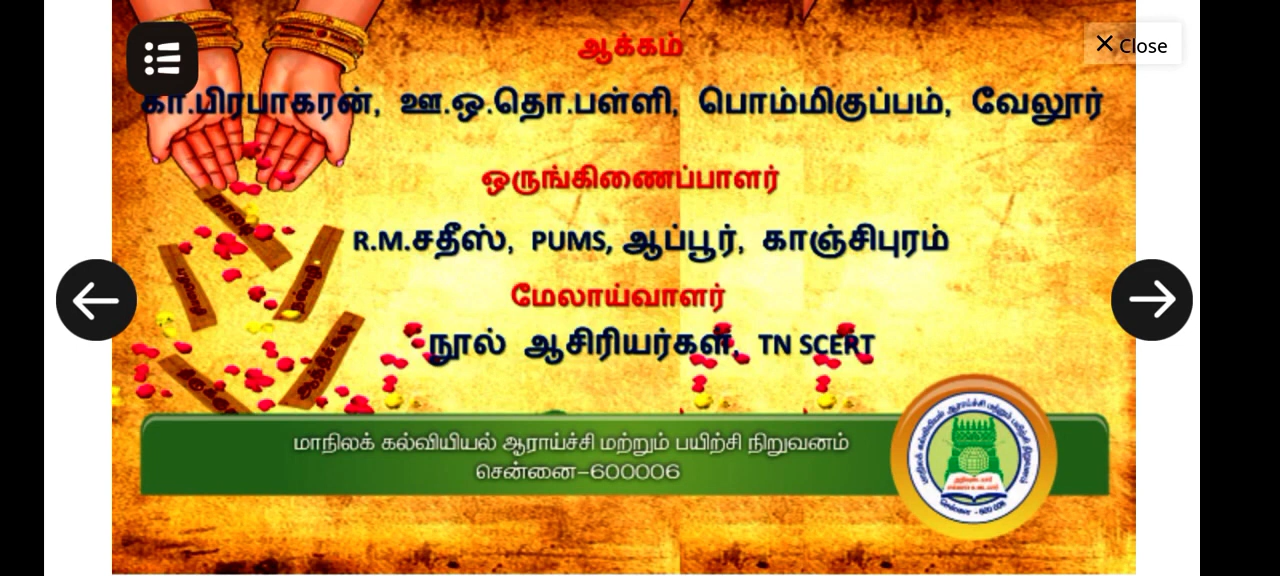 ஆக்கம்
Close
கா.பிரபாகரன், ஊ.ஒ.தொ.பள்ளி, பொம்மிகுப்பம், வேலூர்
ஒருங்கிணைப்பாளர்
R.M.சதீஸ், PUMS, ஆப்பூர், காஞ்சிபுரம்
மேலாய்வாளர்
நூல் ஆசிரியர்கள், TN SCERT
மாநிலக் கல்வியியல் ஆராய்ச்சி மற்றும் பயிற்சி நிறுவனம்
சென்னை-600006